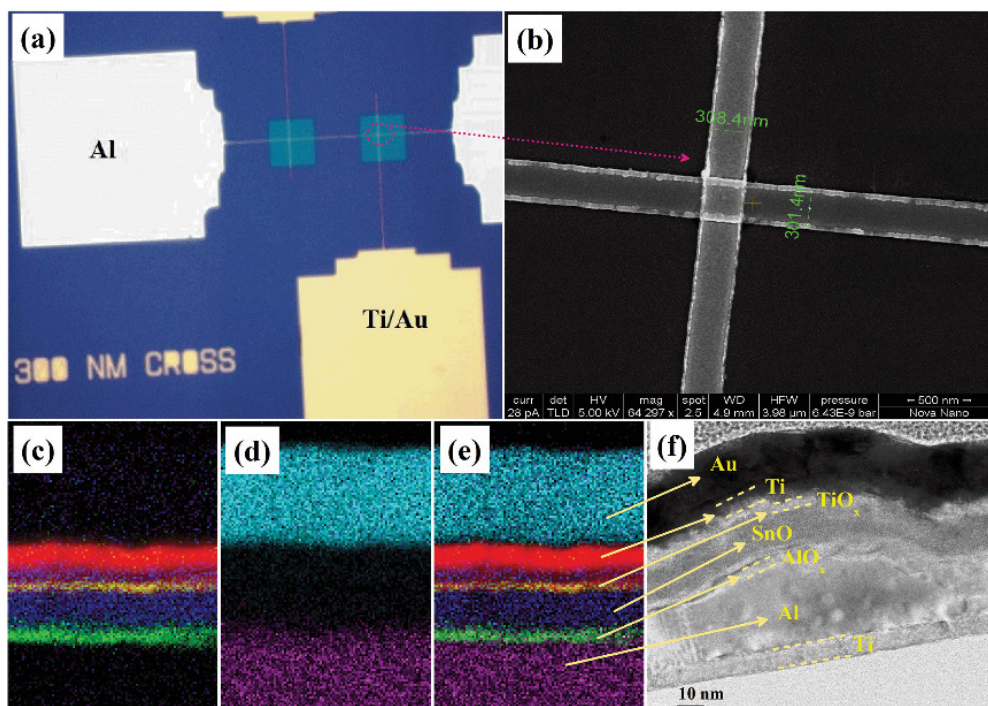 (a)
Al
Ti/Au
300 NM CROSS
(b)
308.4nm
301.4nm
curr det HV mag spot WD HFW pressure ← 500 nm →
28 pA TLD 5.00 kV 64 297 x 2.5 4.9 mm 3.98 µm 6.43E-9 bar Nova Nano
(c)
(d)
(e)
(f)
Au
Ti
TiOx
SnO
AlOx
Al
Ti
10 nm